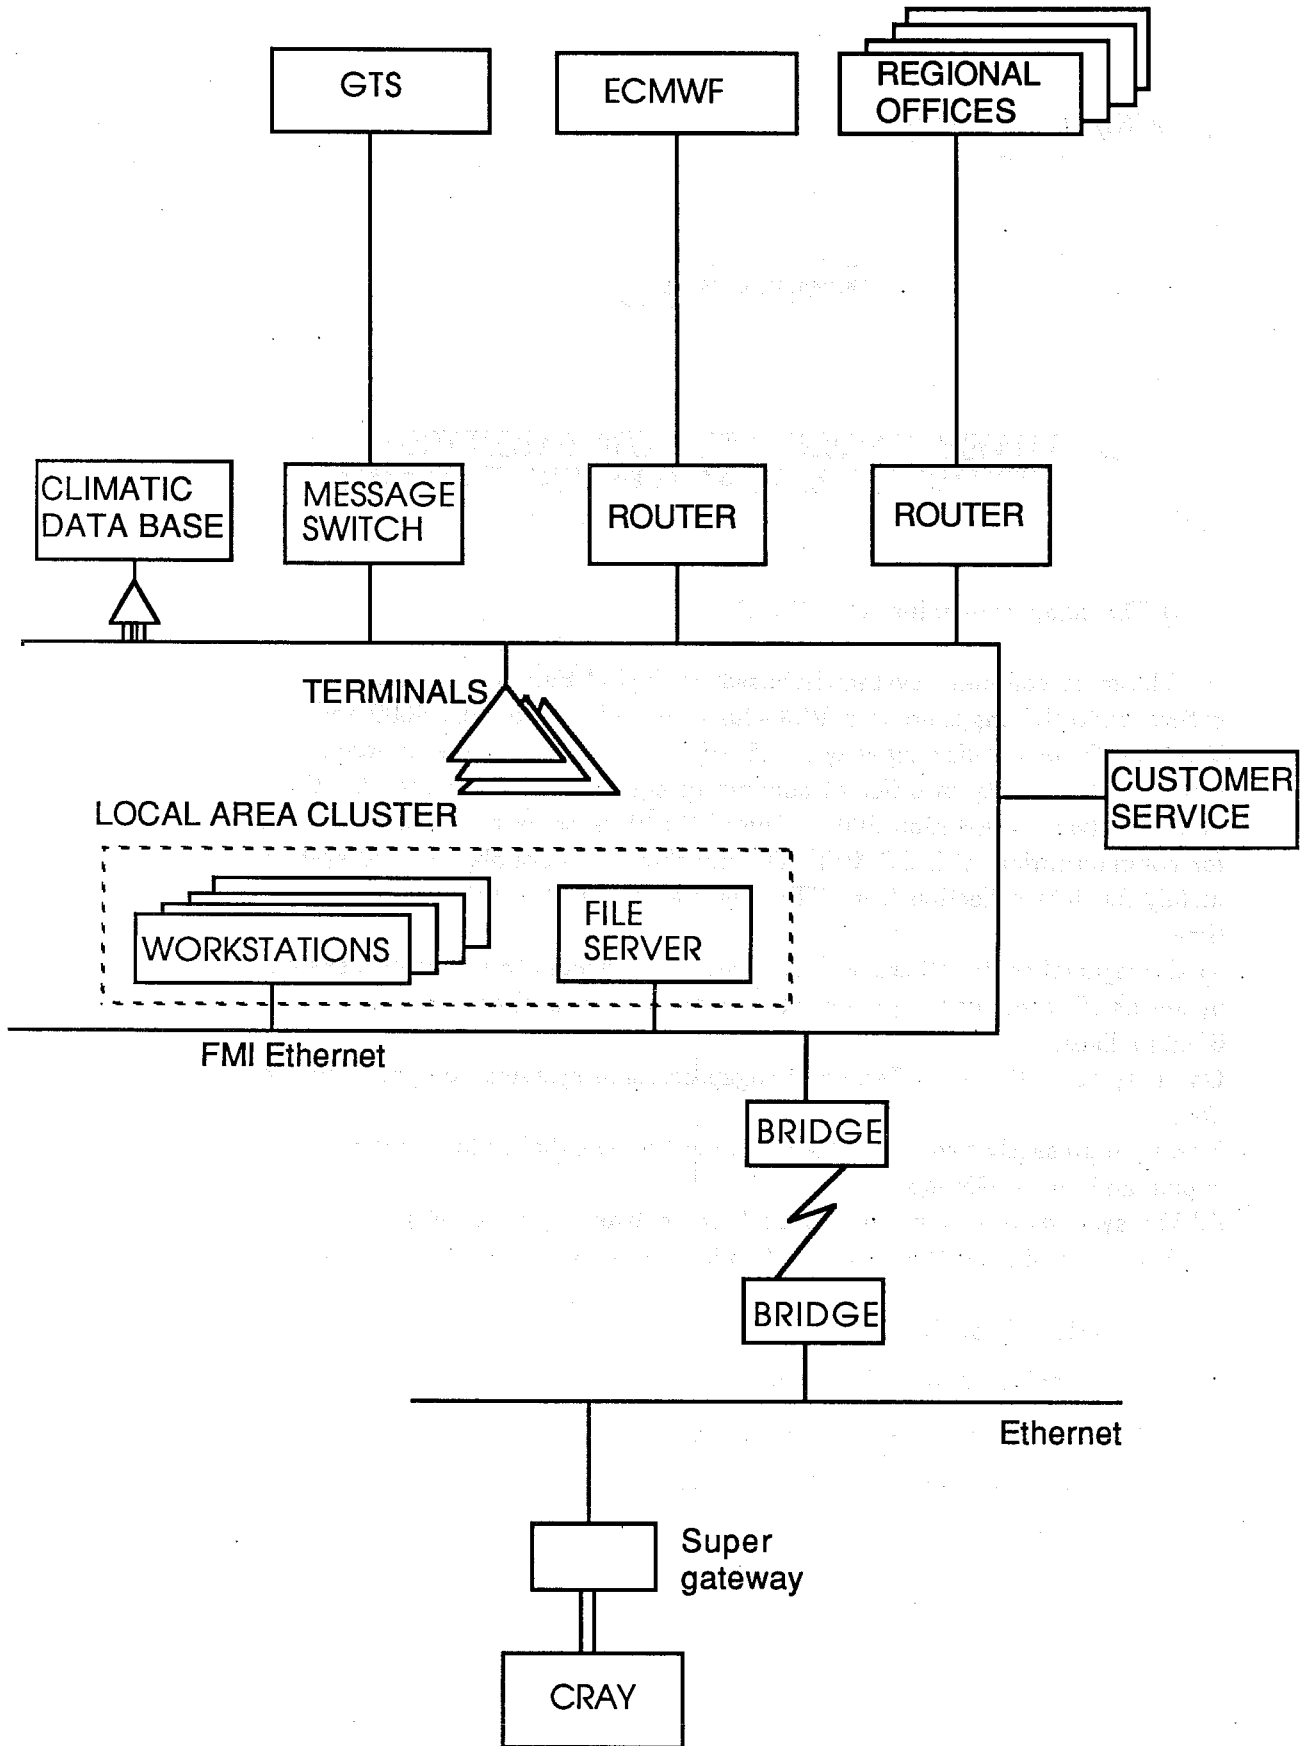 GTS
ECMWF
REGIONAL
OFFICES
CLIMATIC
DATA BASE
MESSAGE
SWITCH
ROUTER
ROUTER
TERMINALS
CUSTOMER
SERVICE
LOCAL AREA CLUSTER
WORKSTATIONS
FILE
SERVER
FMI Ethernet
BRIDGE
BRIDGE
Ethernet
Super
gateway
CRAY